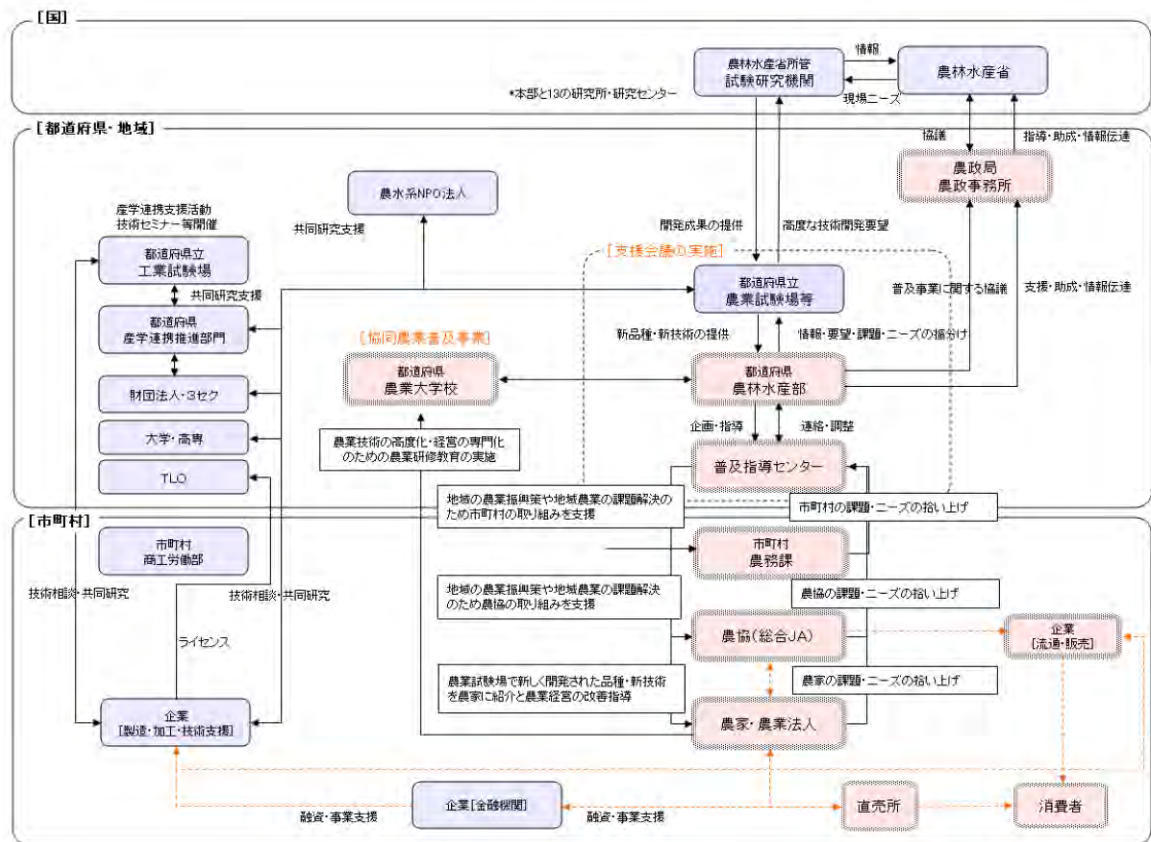 [国]
農林水産省所管
試験研究機関
情報
農林水産省
現場ニーズ
*本部と13の研究所・研究センター
[都道府県・地域]
協議
指導・助成・情報伝達
農政局
農政事務所
農水系NPO法人
産学連携支援活動
技術セミナー等開催
共同研究支援
開発成果の提供
高度な技術開発要望
[支援会議の実施]
都道府県立
工業試験場
共同研究支援
都道府県立
農業試験場等
普及事業に関する協議
支援・助成・情報伝達
都道府県
産学連携推進部門
新品種・新技術の提供
情報・要望・課題・ニーズの振分け
[協同農業普及事業]
都道府県
農業大学校
都道府県
農林水産部
財団法人・3セク
企画・指導
連絡・調整
大学・高専
農業技術の高度化・経営の専門化
のための農業研修教育の実施
普及指導センター
TLO
地域の農業振興策や地域農業の課題解決の
ため市町村の取り組みを支援
市町村の課題・ニーズの拾い上げ
[市町村]
市町村
商工労働部
市町村
農務課
技術相談・共同研究
技術相談・共同研究
地域の農業振興策や地域農業の課題解決
のため農協の取り組みを支援
農協の課題・ニーズの拾い上げ
ライセンス
農協(総合JA)
企業
[流通・販売]
農業試験場で新しく開発された品種・新技術
を農家に紹介と農業経営の改善指導
農家の課題・ニーズの拾い上げ
企業
[製造・加工・技術支援]
農家・農業法人
企業[金融機関]
直売所
消費者
融資・事業支援
融資・事業支援